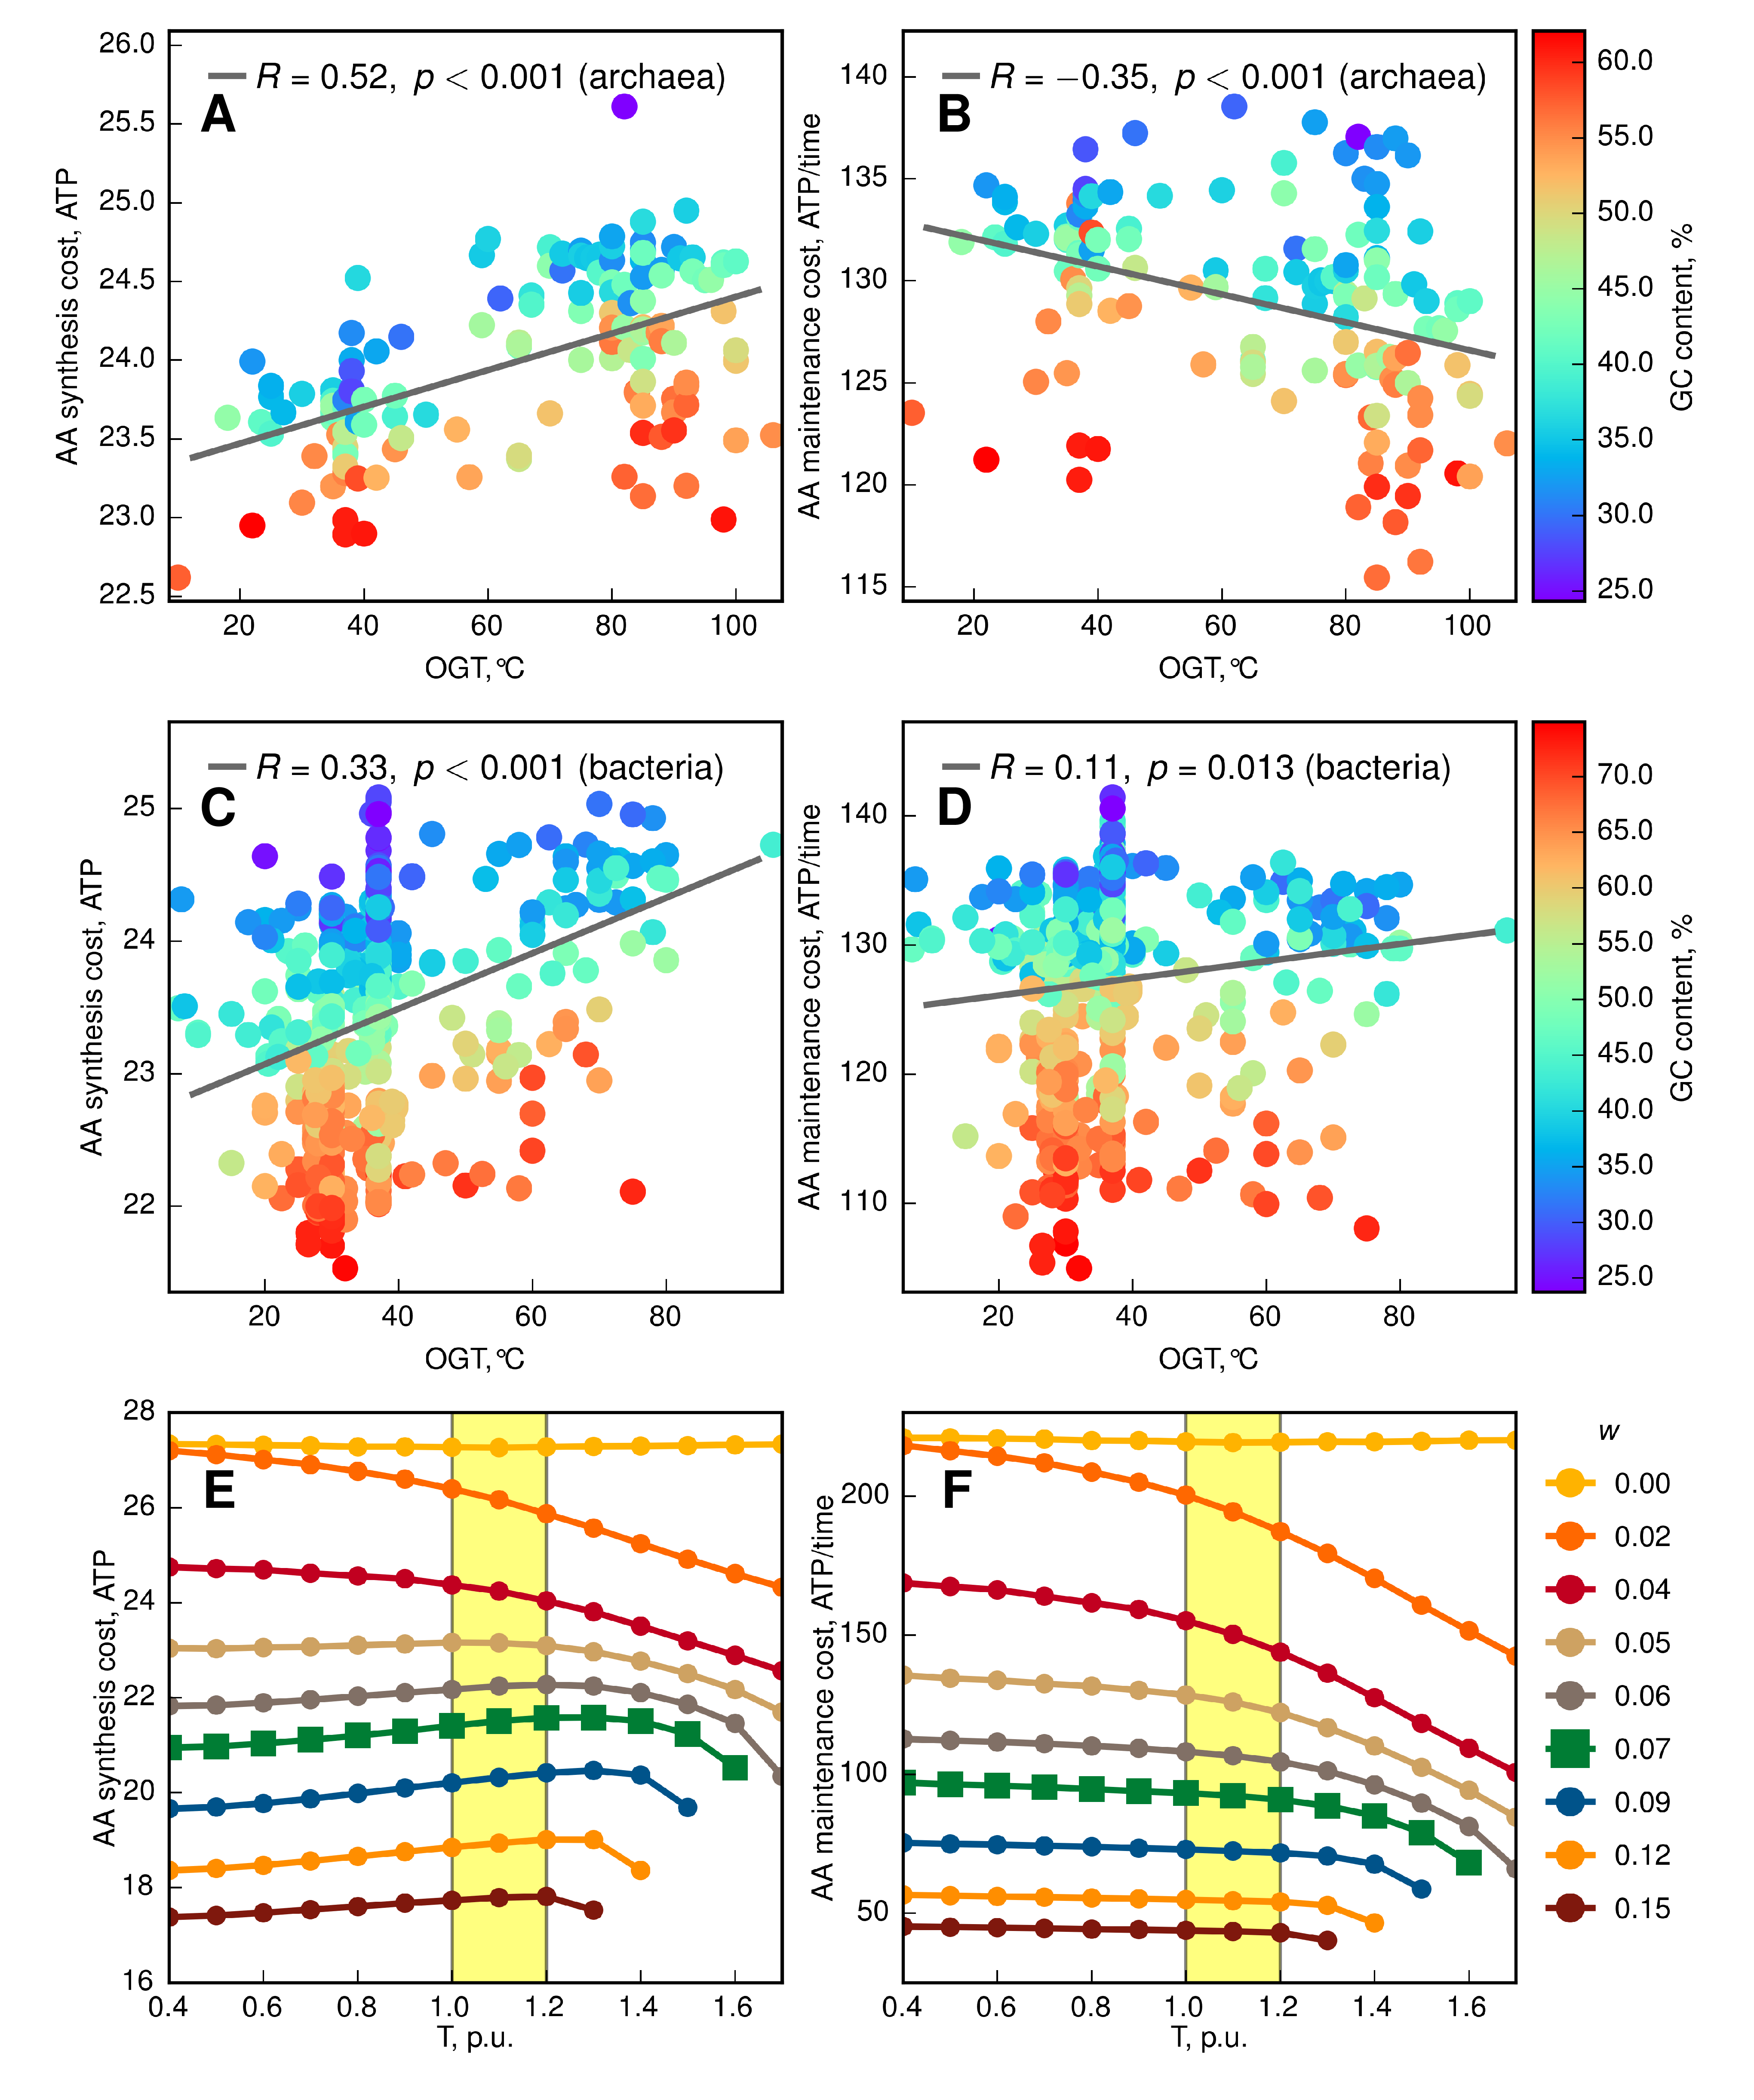 R = 0.52, p < 0.001 (archaea)
A
26.0
25.5
25.0
24.5
24.0
23.5
23.0
22.5
AA synthesis cost, ATP
20 40 60 80 100
OGT, °C
R = −0.35, p < 0.001 (archaea)
B
140
135
130
125
120
115
AA maintenance cost, ATP/time
20 40 60 80 100
OGT, °C
60.0
55.0
50.0
45.0
40.0
35.0
30.0
25.0
GC content, %
R = 0.33, p < 0.001 (bacteria)
C
25
24
23
22
AA synthesis cost, ATP
20 40 60 80
OGT, °C
R = 0.11, p = 0.013 (bacteria)
D
140
130
120
110
AA maintenance cost, ATP/time
20 40 60 80
OGT, °C
70.0
65.0
60.0
55.0
50.0
45.0
40.0
35.0
30.0
25.0
GC content, %
E
28
26
24
22
20
18
16
AA synthesis cost, ATP
0.4 0.6 0.8 1.0 1.2 1.4 1.6
T, p.u.
F
200
150
100
50
AA maintenance cost, ATP/time
0.4 0.6 0.8 1.0 1.2 1.4 1.6
T, p.u.
w
0.00
0.02
0.04
0.05
0.06
0.07
0.09
0.12
0.15